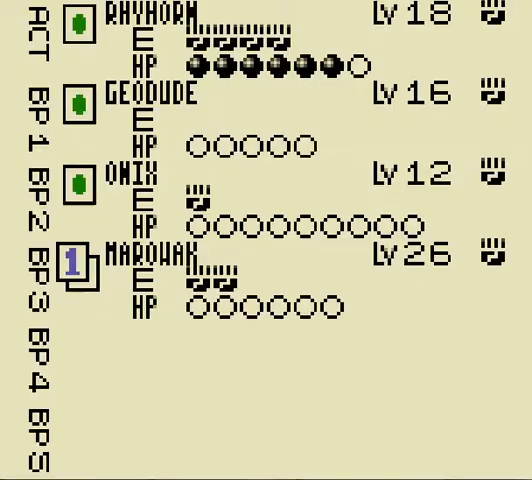 ACT RHYHORN LV18
E
HP
BP1 GEODUDE LV16
E
HP
BP2 ONIX LV12
E
HP
BP3 1 MAROWAK LV26
E
HP
BP4
BP5